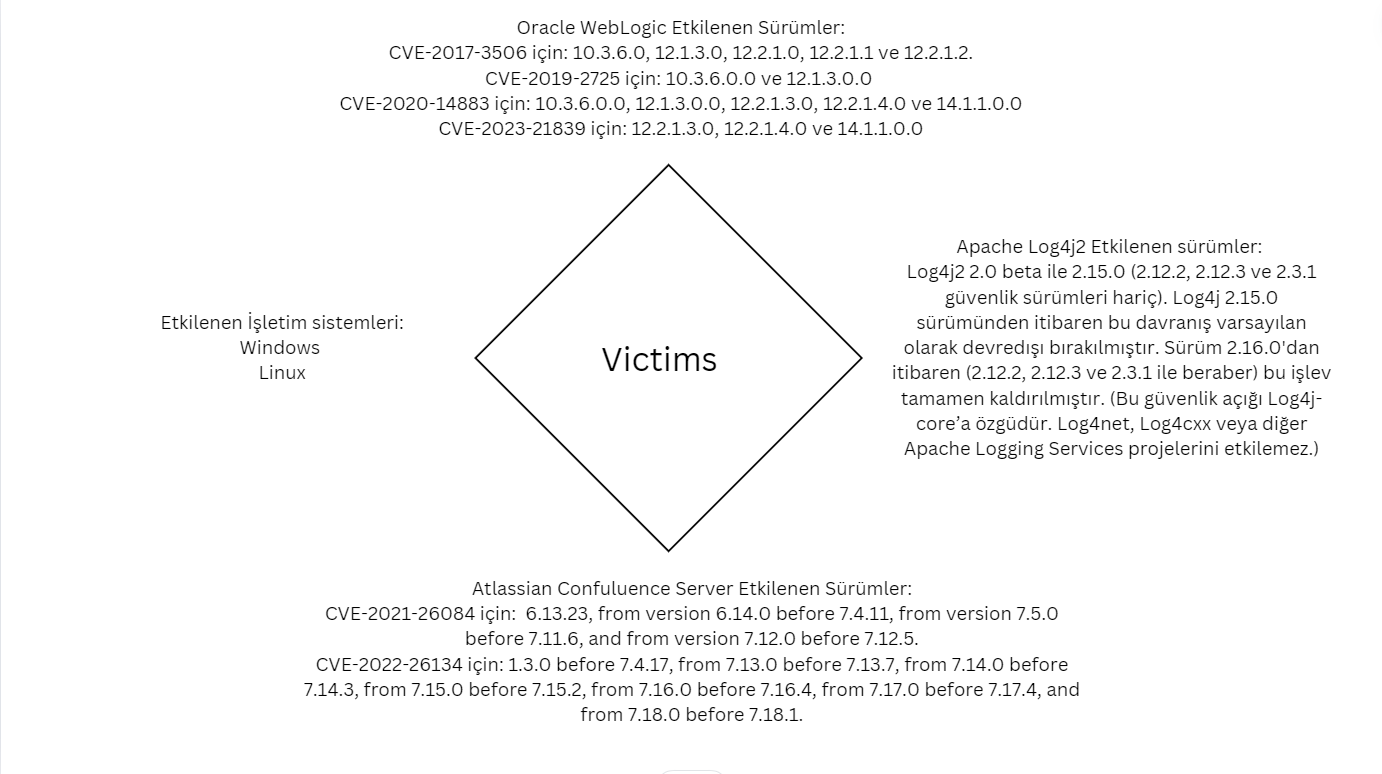 Oracle WebLogic Etkilenen Sürümler:
CVE-2017-3506 için: 10.3.6.0, 12.1.3.0, 12.2.1.0, 12.2.1.1 ve 12.2.1.2.
CVE-2019-2725 için: 10.3.6.0.0 ve 12.1.3.0.0
CVE-2020-14883 için: 10.3.6.0.0, 12.1.3.0.0, 12.2.1.3.0, 12.2.1.4.0 ve 14.1.1.0.0
CVE-2023-21839 için: 12.2.1.3.0, 12.2.1.4.0 ve 14.1.1.0.0
Etkilenen İşletim sistemleri:
Windows
Linux
Victims
Apache Log4j2 Etkilenen sürümler:
Log4j2 2.0 beta ile 2.15.0 (2.12.2, 2.12.3 ve 2.3.1
güvenlik sürümleri hariç). Log4j 2.15.0
sürümünden itibaren bu davranış varsayılan
olarak devredışı bırakılmıştır. Sürüm 2.16.0'dan
itibaren (2.12.2, 2.12.3 ve 2.3.1 ile beraber) bu işlev
tamamen kaldırılmıştır. (Bu güvenlik açığı Log4j-
core’a özgüdür. Log4net, Log4cxx veya diğer
Apache Logging Services projelerini etkilemez.)
Atlassian Confuluence Server Etkilenen Sürümler:
CVE-2021-26084 için:  6.13.23, from version 6.14.0 before 7.4.11, from version 7.5.0
before 7.11.6, and from version 7.12.0 before 7.12.5.
CVE-2022-26134 için: 1.3.0 before 7.4.17, from 7.13.0 before 7.13.7, from 7.14.0 before
7.14.3, from 7.15.0 before 7.15.2, from 7.16.0 before 7.16.4, from 7.17.0 before 7.17.4, and
from 7.18.0 before 7.18.1.